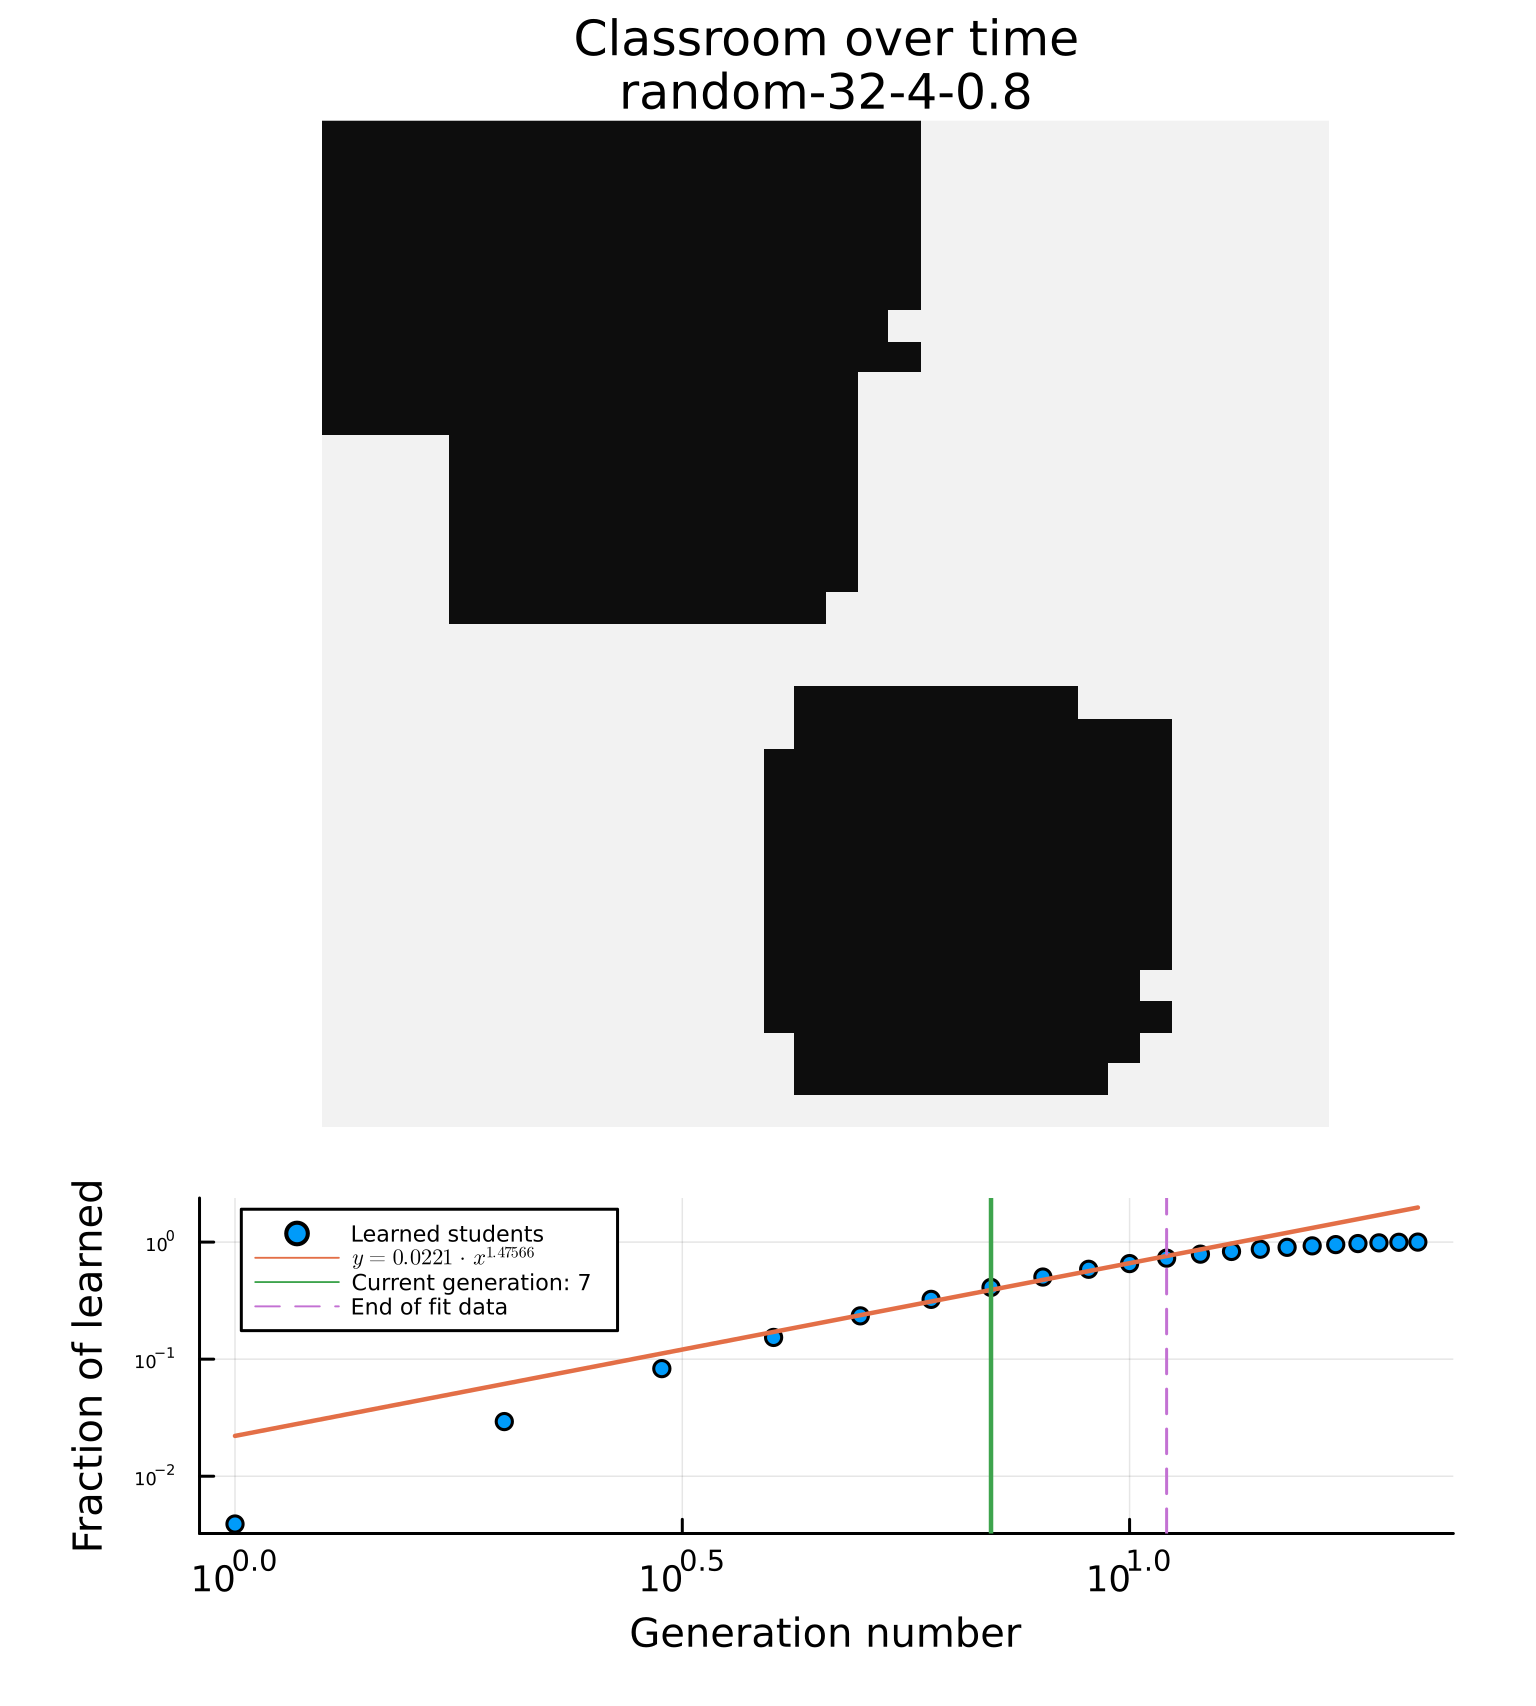 Classroom over time
random-32-4-0.8
Fraction of learned
10⁰
10⁻¹
10⁻²
Learned students
y = 0.0221 · x^1.47566
Current generation: 7
End of fit data
10^0.0
10^0.5
10^1.0
Generation number